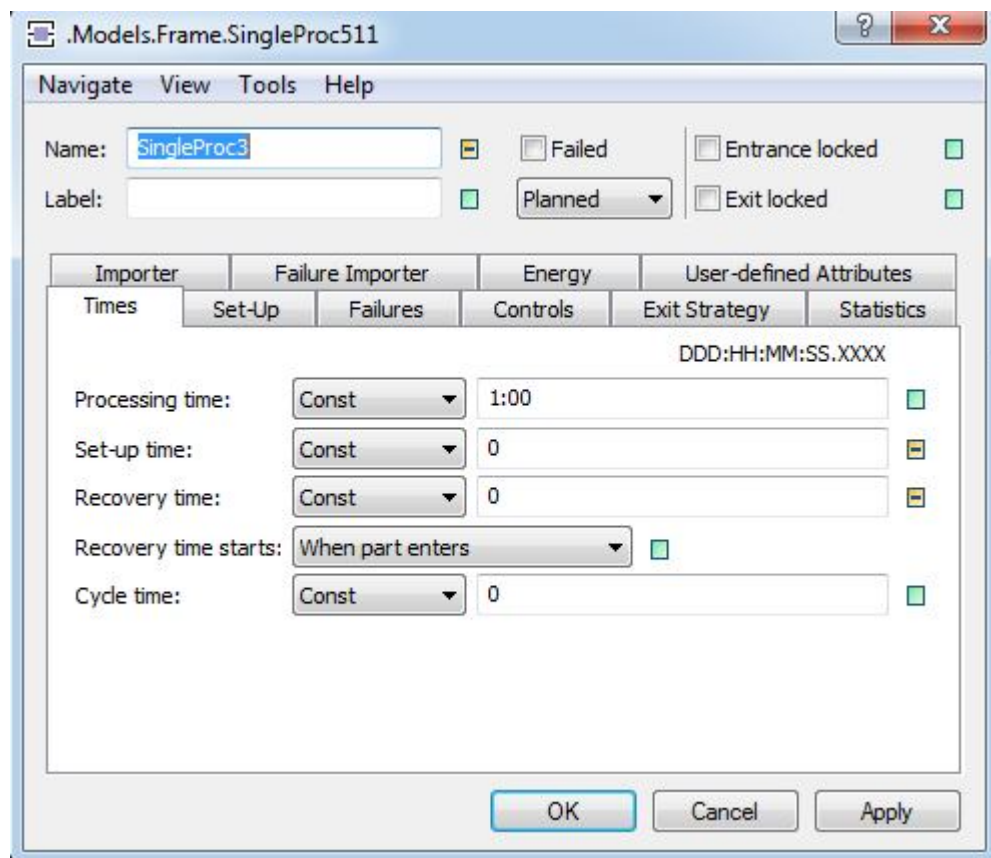 .Models.Frame.SingleProc511
?
Navigate View Tools Help
Name: SingleProc3 Failed Entrance locked
Label: Planned Exit locked
Importer Failure Importer Energy User-defined Attributes
Times Set-Up Failures Controls Exit Strategy Statistics
DDD:HH:MM:SS.XXXX
Processing time: Const 1:00
Set-up time: Const 0
Recovery time: Const 0
Recovery time starts: When part enters
Cycle time: Const 0
OK Cancel Apply